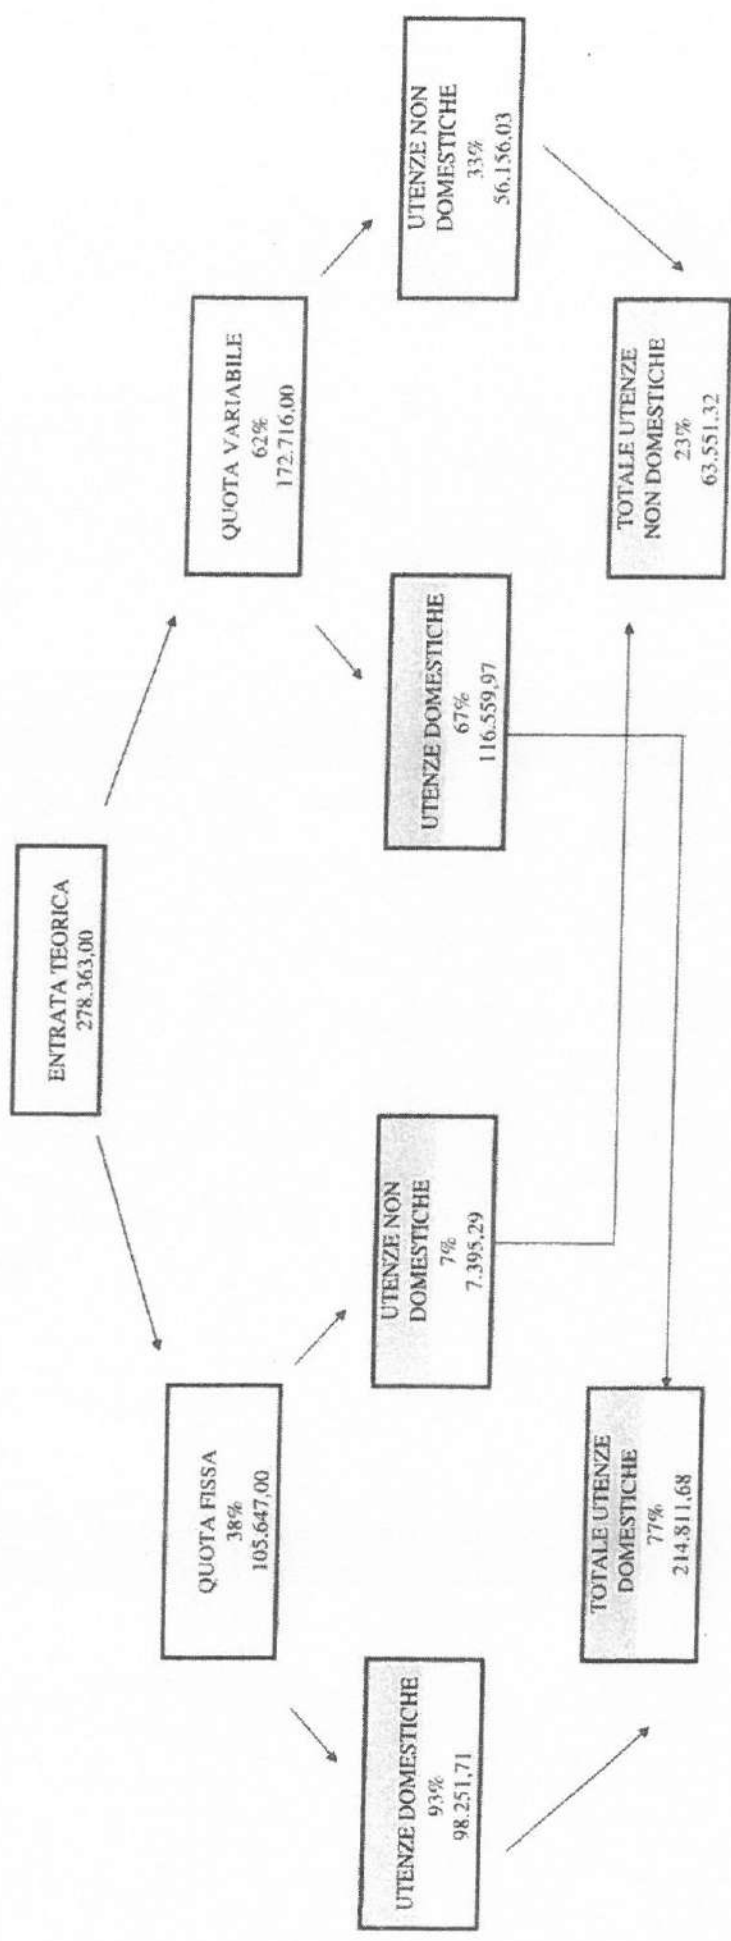 ENTRATA TEORICA
278.363,00
QUOTA FISSA
38%
105.647,00
QUOTA VARIABILE
62%
172.716,00
UTENZE DOMESTICHE
93%
98.251,71
UTENZE NON
DOMESTICHE
7%
7.395,29
UTENZE DOMESTICHE
67%
116.559,97
UTENZE NON
DOMESTICHE
33%
56.156,03
TOTALE UTENZE
DOMESTICHE
77%
214.811,68
TOTALE UTENZE
NON DOMESTICHE
23%
63.551,32